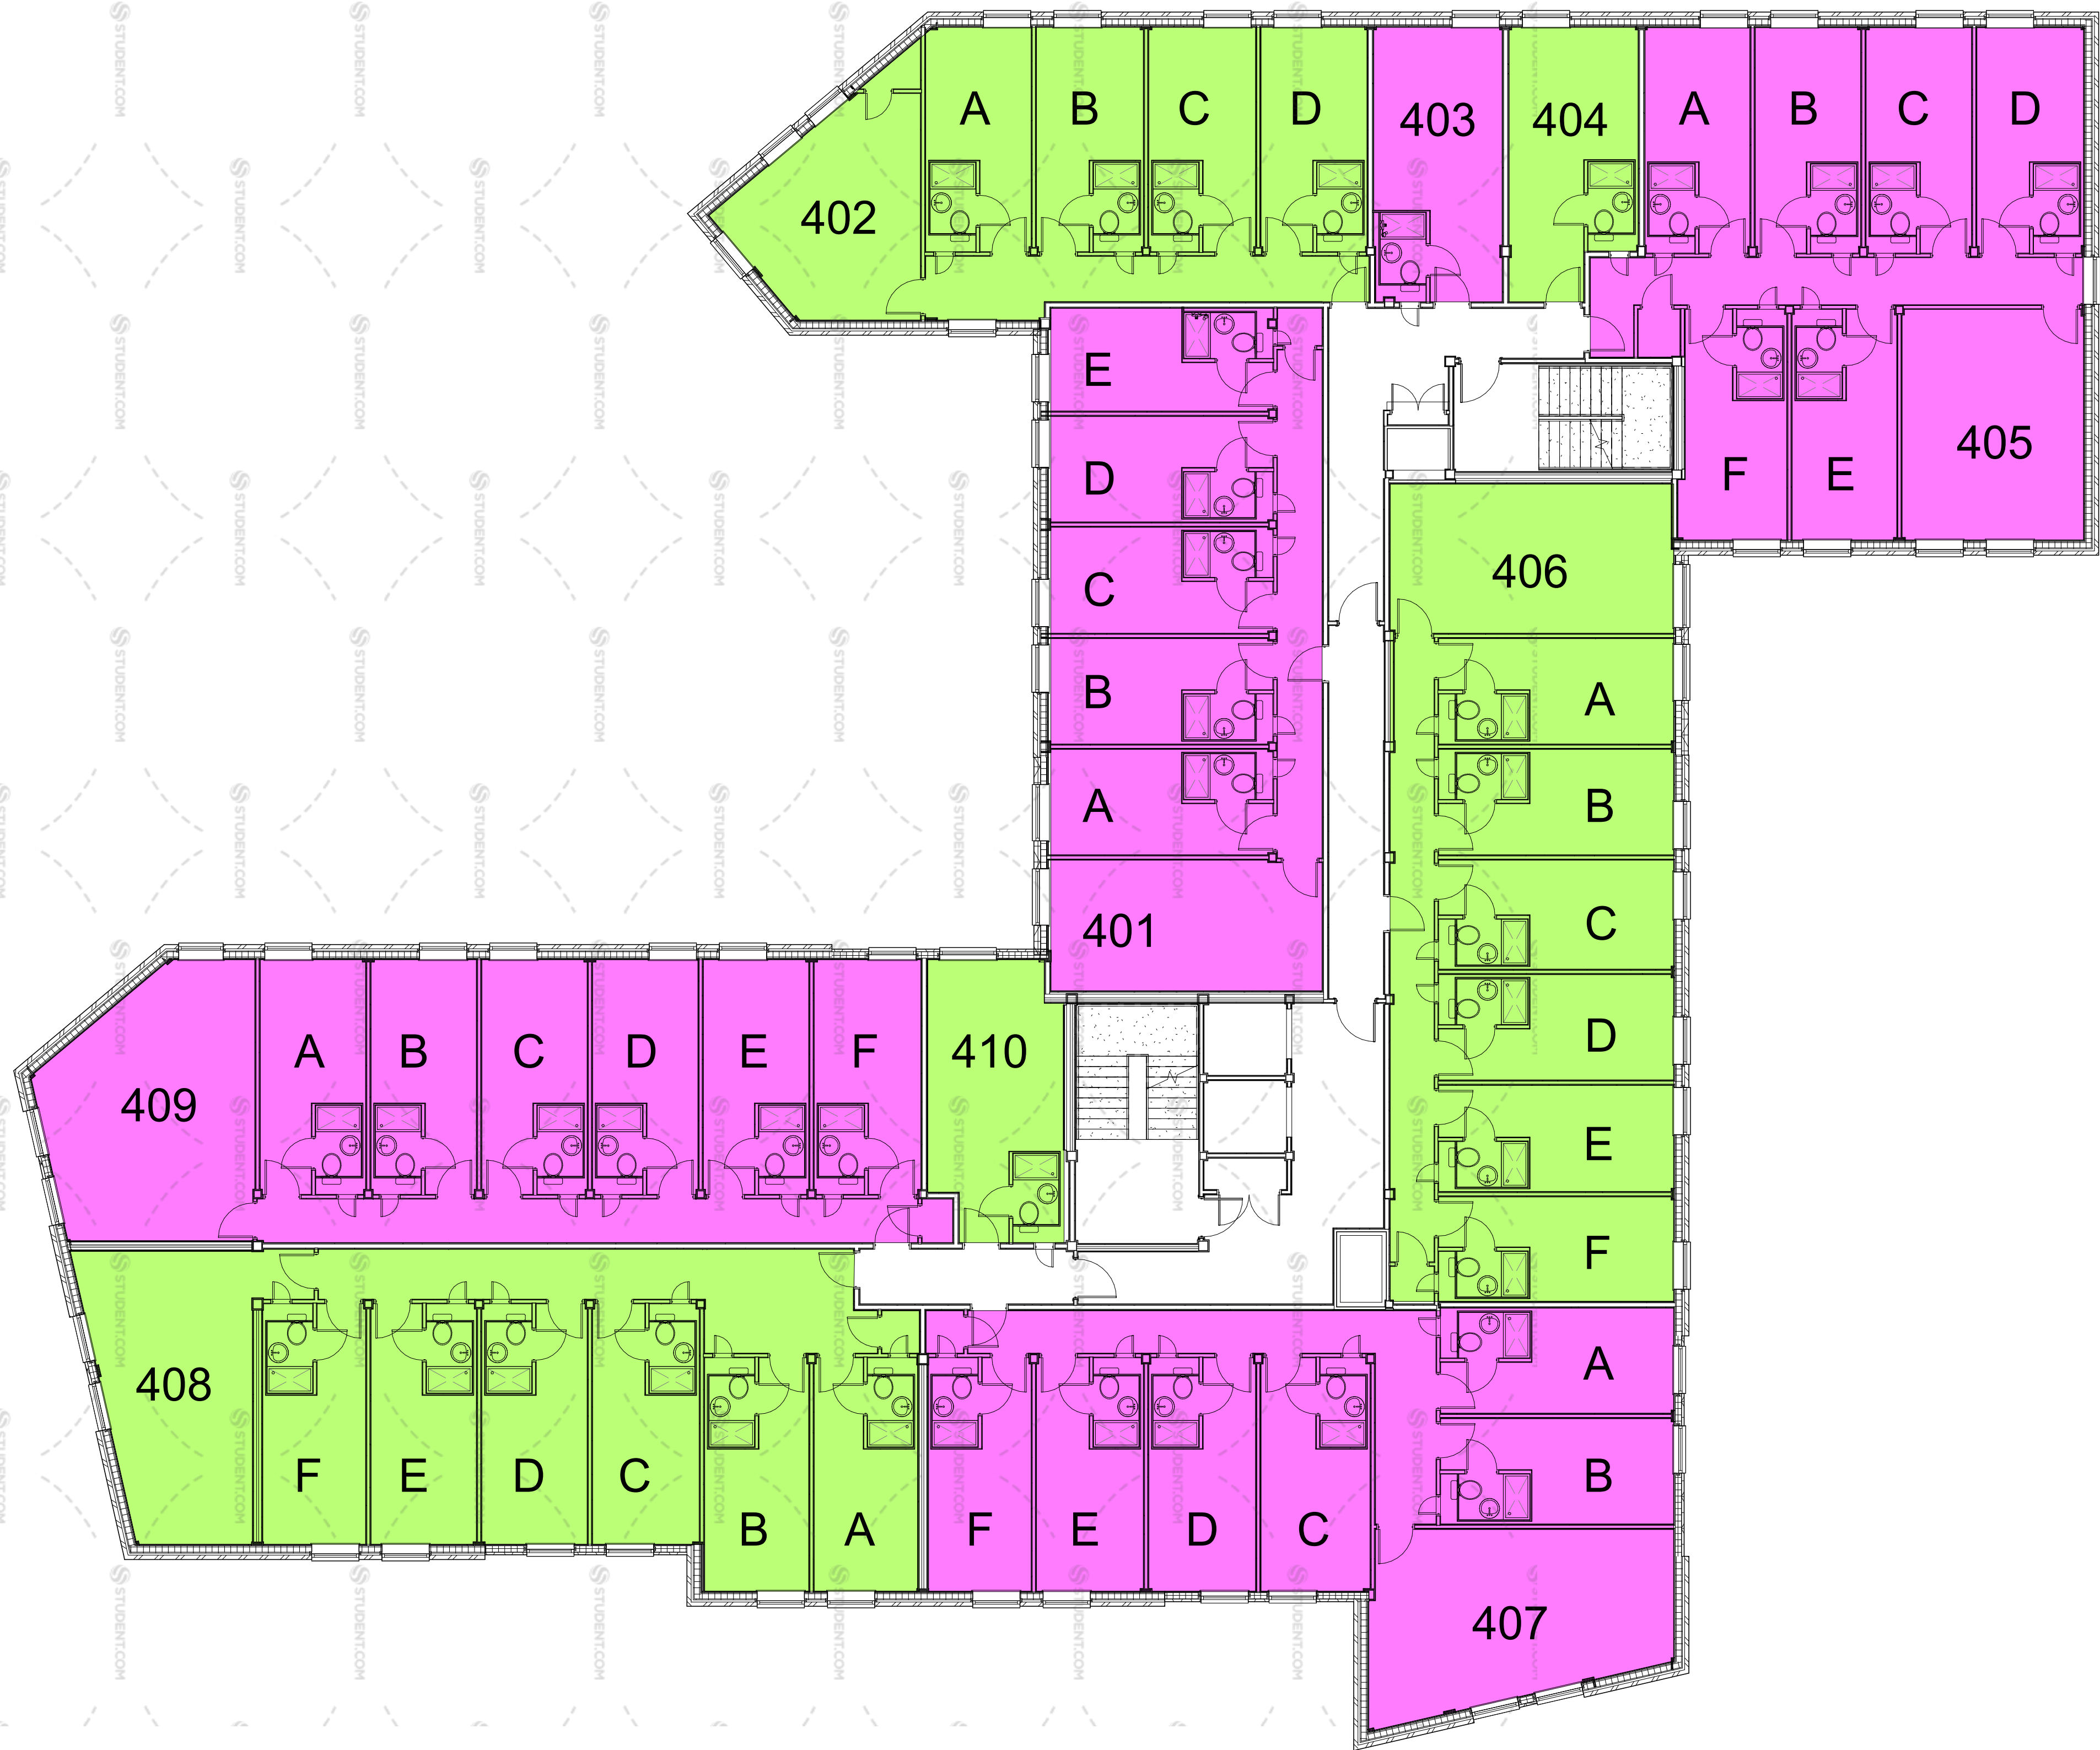 A B C D 403 404 A B C D
402
E
D
C
B
A
401
F E 405
406
A
B
C
D
E
F
409 A B C D E F 410
408 F E D C B A
F E D C
A
B
407
STUDENT.COM